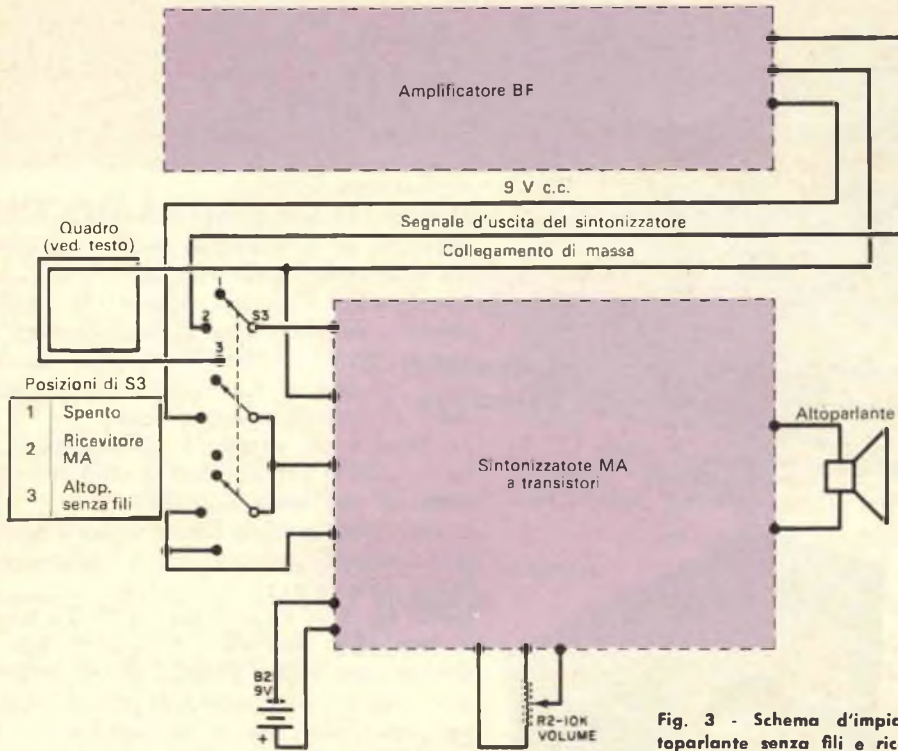 Amplificatore BF
9 V c.c.
Segnale d'uscita del sintonizzatore
Collegamento di massa
Quadro
(ved. testo)
2
S3
3
Posizioni di S3
1 Spento
2 Ricevitore
MA
3 Altop.
senza fili
Sintonizzatote MA
a transistori
Altoparlante
B2
9V
+
R2-10K
VOLUME
Fig. 3 - Schema d'impie
toparlante senza fili e ric